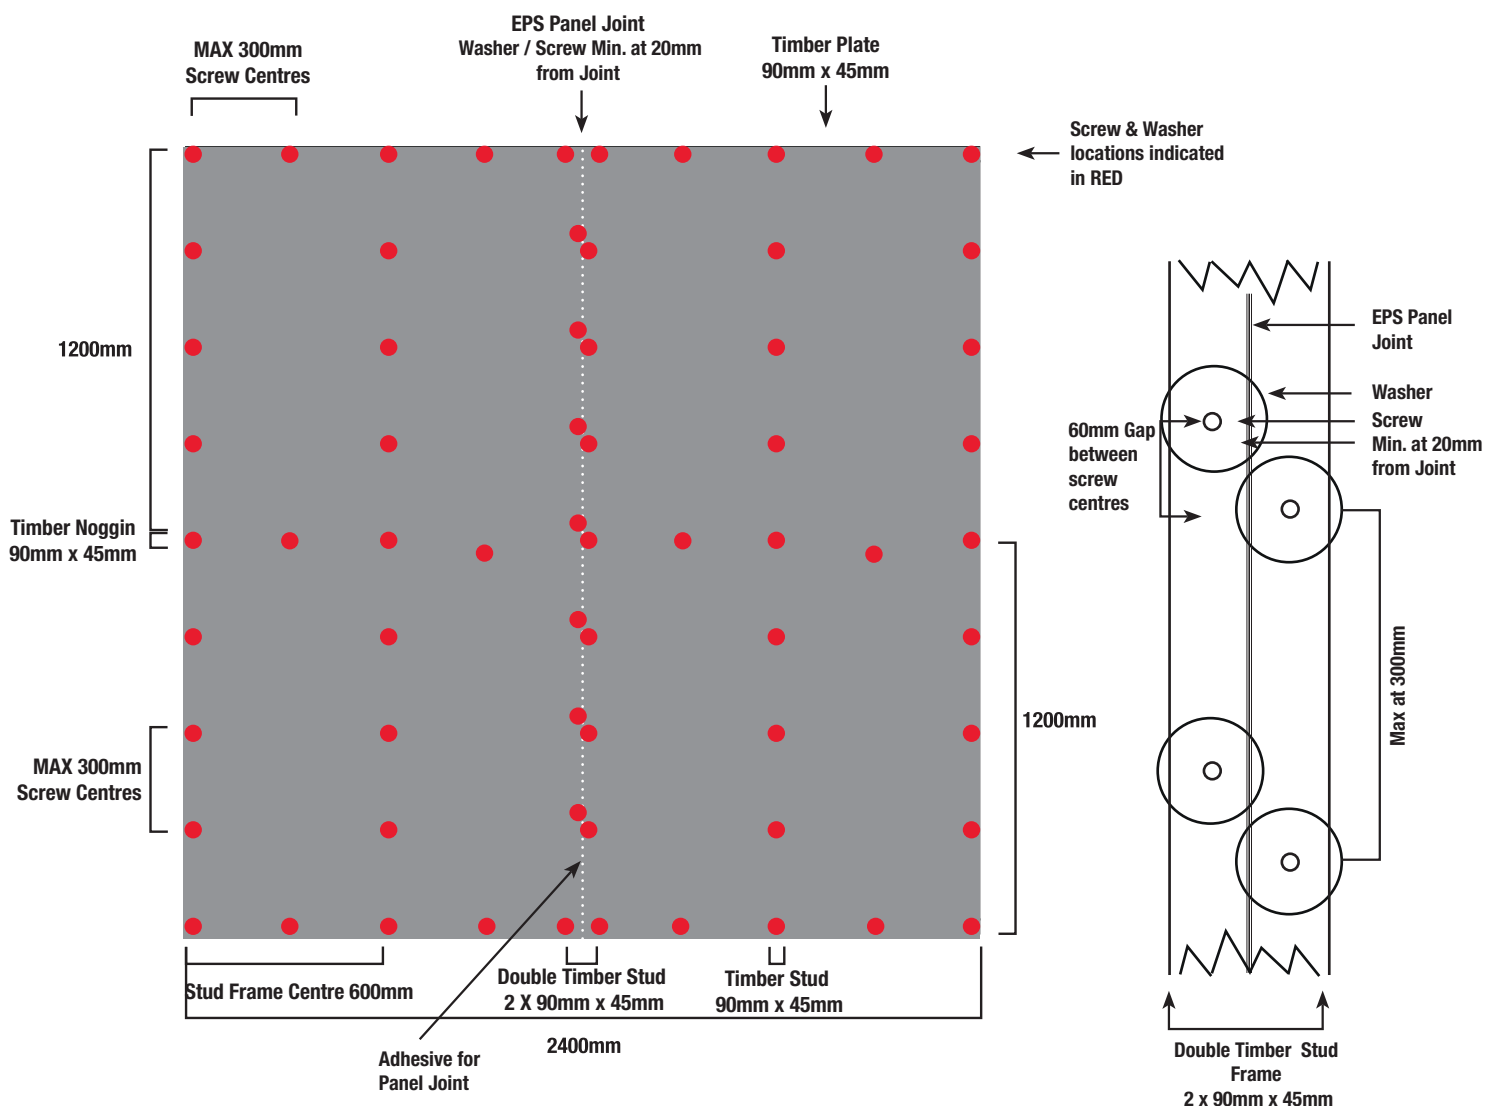 MAX 300mm
Screw Centres
EPS Panel Joint
Washer / Screw Min. at 20mm
from Joint
Timber Plate
90mm x 45mm
Screw & Washer
locations indicated
in RED
1200mm
Timber Noggin
90mm x 45mm
MAX 300mm
Screw Centres
1200mm
Stud Frame Centre 600mm
Double Timber Stud
2 X 90mm x 45mm
Timber Stud
90mm x 45mm
2400mm
Adhesive for
Panel Joint
EPS Panel
Joint
Washer
Screw
Min. at 20mm
from Joint
60mm Gap
between
screw
centres
Max at 300mm
Double Timber Stud
Frame
2 x 90mm x 45mm